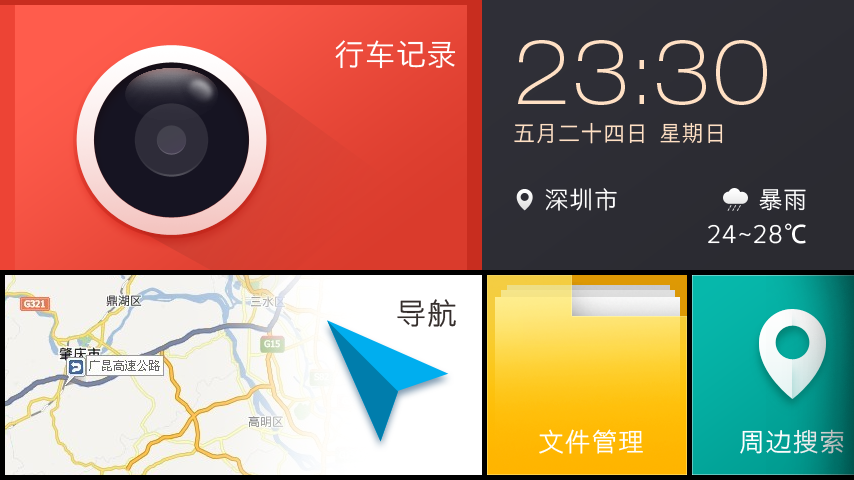 行车记录
23:30
五月二十四日 星期日
深圳市
暴雨
24~28℃
导航
G321
鼎湖区
三水区
肇庆市
广昆高速公路
G15
高明区
文件管理
周边搜索